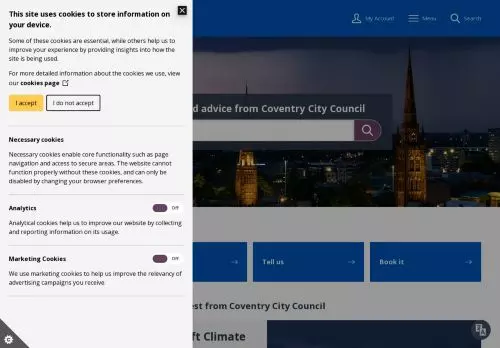 This site uses cookies to store information on
your device.
Some of these cookies are essential, while others help us to
improve your experience by providing insights into how the
site is being used.
For more detailed information about the cookies we use, view
our cookies page
I accept
I do not accept
Necessary cookies
Necessary cookies enable core functionality such as page
navigation and access to secure areas. The website cannot
function properly without these cookies, and can only be
disabled by changing your browser preferences.
Analytics
Off
Analytical cookies help us to improve our website by collecting
and reporting information on its usage.
Marketing Cookies
Off
We use marketing cookies to help us improve the relevancy of
advertising campaigns you receive.
My Account
Menu
Search
d advice from Coventry City Council
Tell us
Book it
est from Coventry City Council
ft Climate